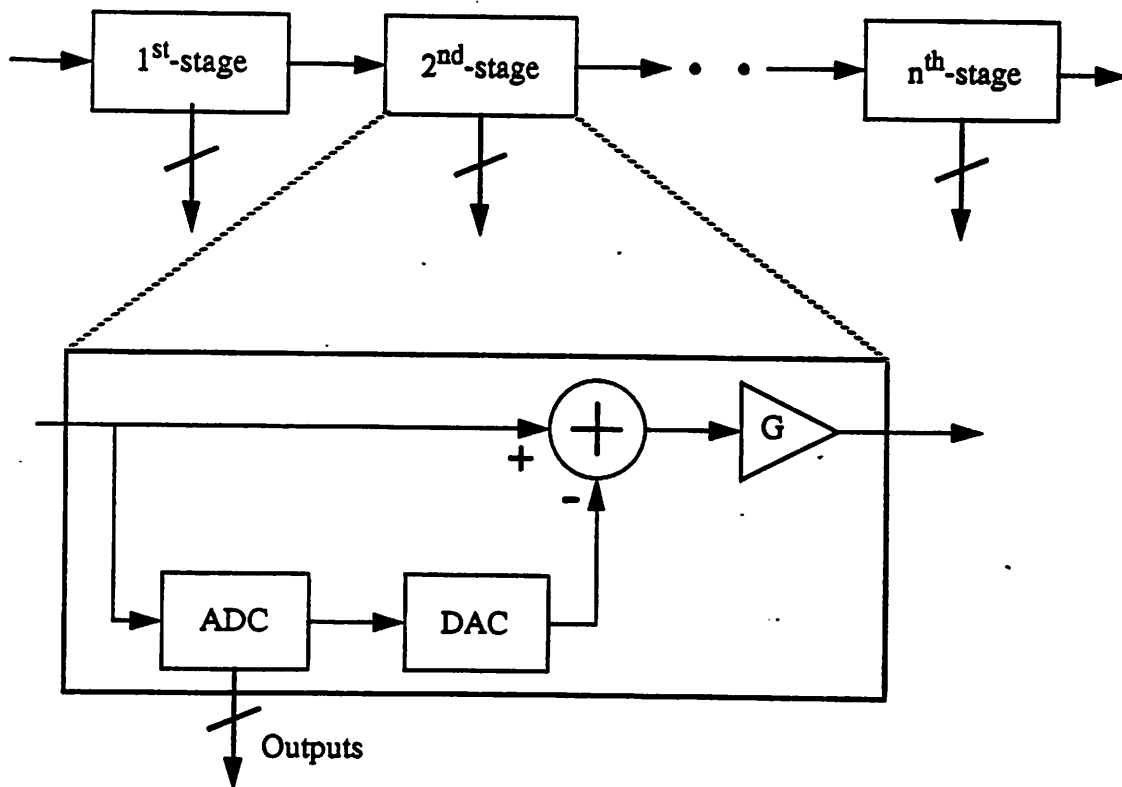 1st-stage
2nd-stage
nth-stage
+
-
G
ADC
DAC
Outputs